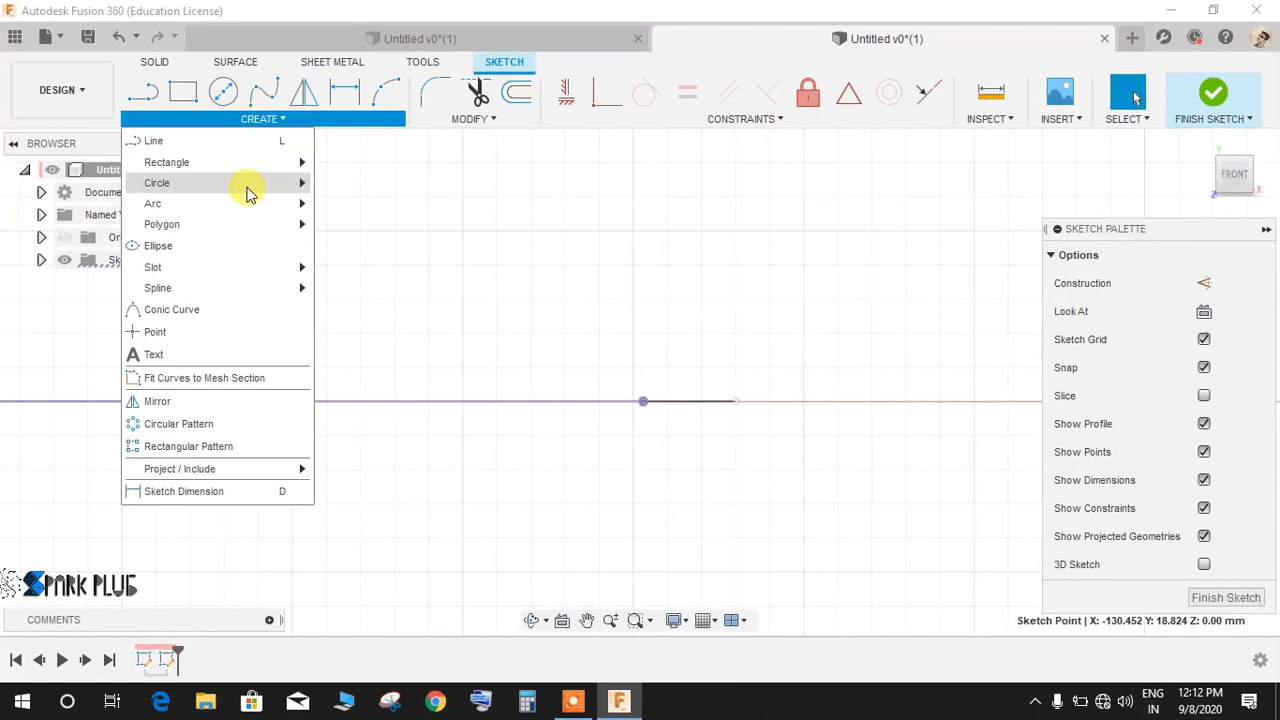 Autodesk Fusion 360 (Education License)
Untitled v0*(1)
Untitled v0*(1)
SOLID SURFACE SHEET METAL TOOLS SKETCH
DESIGN
CREATE MODIFY CONSTRAINTS INSPECT INSERT SELECT FINISH SKETCH
BROWSER
Line L
Rectangle
Circle
Arc
Polygon
Ellipse
Slot
Spline
Conic Curve
Point
Text
Fit Curves to Mesh Section
Mirror
Circular Pattern
Rectangular Pattern
Project / Include
Sketch Dimension D
Untit
Docume
Named V
Or
Sk
Y
FRONT
X
Z
SKETCH PALETTE
Options
Construction
Look At
Sketch Grid
Snap
Slice
Show Profile
Show Points
Show Dimensions
Show Constraints
Show Projected Geometries
3D Sketch
Finish Sketch
SPARK PLUG
COMMENTS
Sketch Point | X: -130.452 Y: 18.824 Z: 0.00 mm
ENG
IN
12:12 PM
9/8/2020